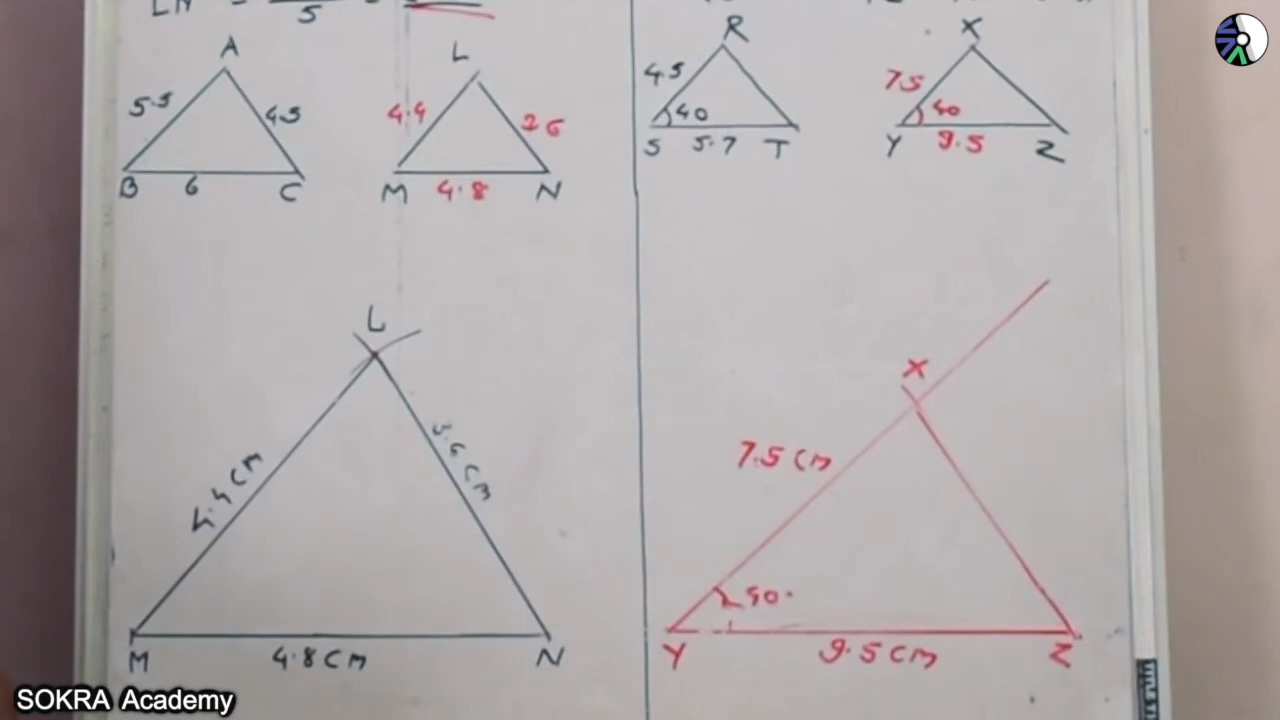 LN = 5
A
L
5.5
4.5
4.4
3.6
B
6
C
M
4.8
N
R
X
4.5
40
7.5
40
S
5.7
T
Y
9.5
Z
L
4.4 CM
3.6 CM
M
4.8 CM
N
X
7.5 CM
40°
Y
9.5 CM
Z
SOKRA Academy